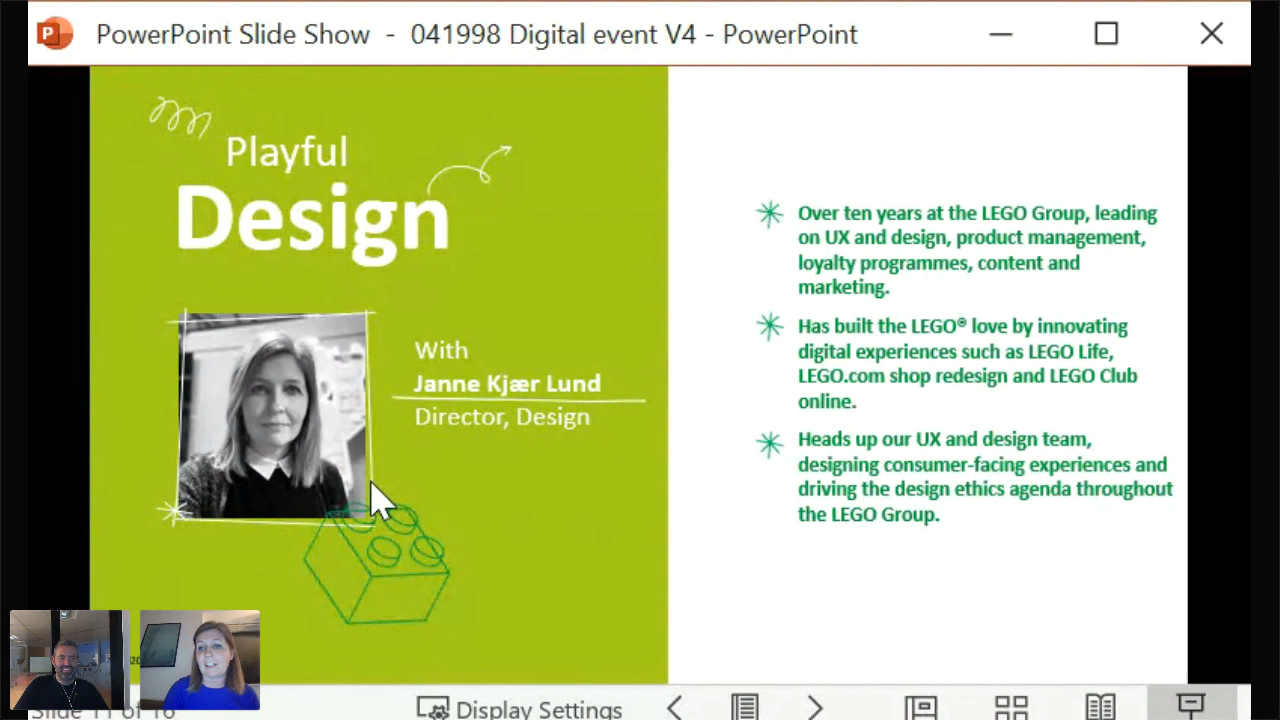 PowerPoint Slide Show - 041998 Digital event V4 - PowerPoint
Playful
Design
With
Janne Kjær Lund
Director, Design
Over ten years at the LEGO Group, leading
on UX and design, product management,
loyalty programmes, content and
marketing.
Has built the LEGO® love by innovating
digital experiences such as LEGO Life,
LEGO.com shop redesign and LEGO Club
online.
Heads up our UX and design team,
designing consumer-facing experiences and
driving the design ethics agenda throughout
the LEGO Group.
Slide 11 of 16
Display Settings